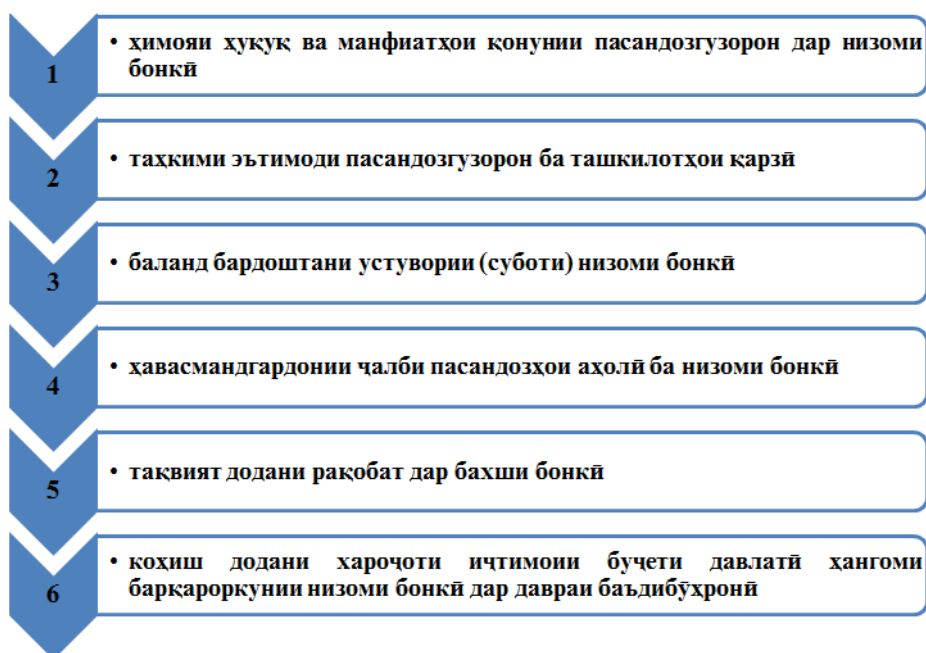 1
• ҳимояи ҳуқуқ ва манфиатҳои қонунии пасандозгузорон дар низоми
бонкӣ
2
• таҳкими эътимоди пасандозгузорон ба ташкилотҳои қарзӣ
3
• баланд бардоштани устувории (суботи) низоми бонкӣ
4
• ҳавасмандгардонии ҷалби пасандозҳои аҳолӣ ба низоми бонкӣ
5
• тақвият додани рақобат дар бахши бонкӣ
6
• коҳиш додани хароҷоти иҷтимоии буҷети давлатӣ ҳангоми
барқароркунии низоми бонкӣ дар давраи баъдибӯҳронӣ